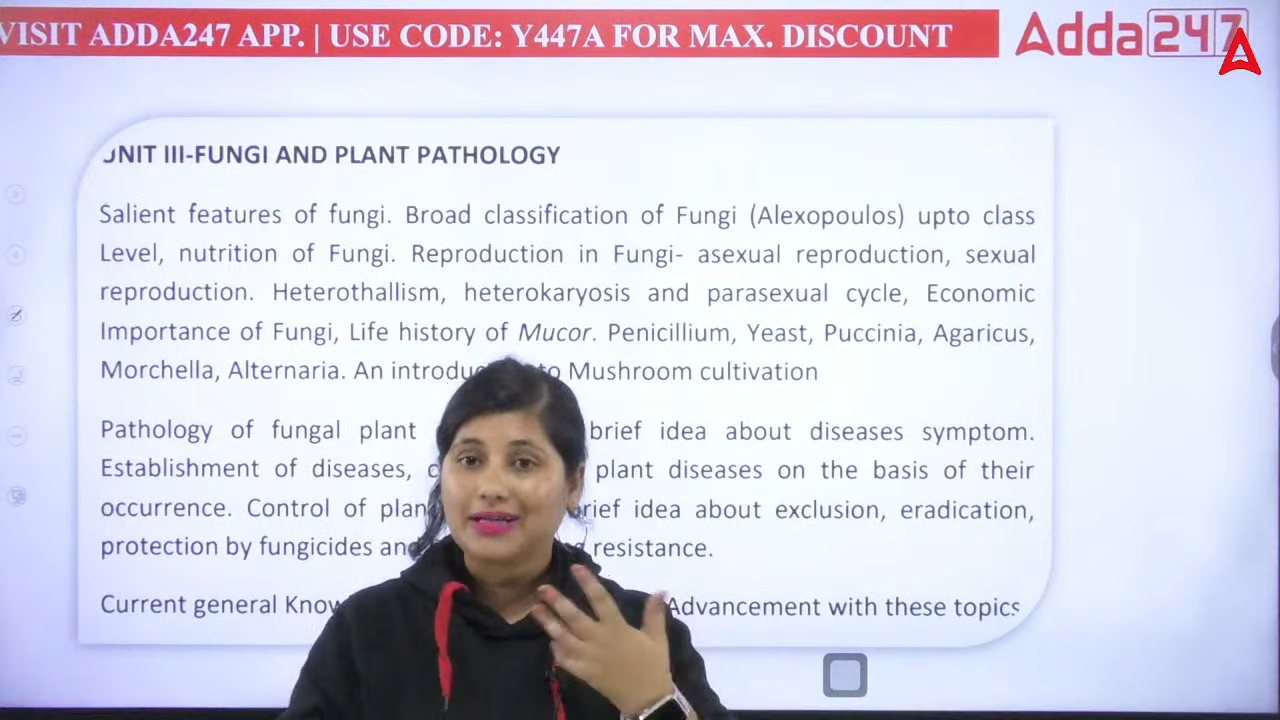 VISIT ADDA247 APP. | USE CODE: Y447A FOR MAX. DISCOUNT
Adda247
UNIT III-FUNGI AND PLANT PATHOLOGY
Salient features of fungi. Broad classification of Fungi (Alexopoulos) upto class
Level, nutrition of Fungi. Reproduction in Fungi- asexual reproduction, sexual
reproduction. Heterothallism, heterokaryosis and parasexual cycle, Economic
Importance of Fungi, Life history of Mucor. Penicillium, Yeast, Puccinia, Agaricus,
Morchella, Alternaria. An to Mushroom cultivation
Pathology of fungal plant brief idea about diseases symptom.
Establishment of diseases, plant diseases on the basis of their
occurrence. Control of idea about exclusion, eradication,
protection by fungicides resistance.
Current general Advancement with these topics